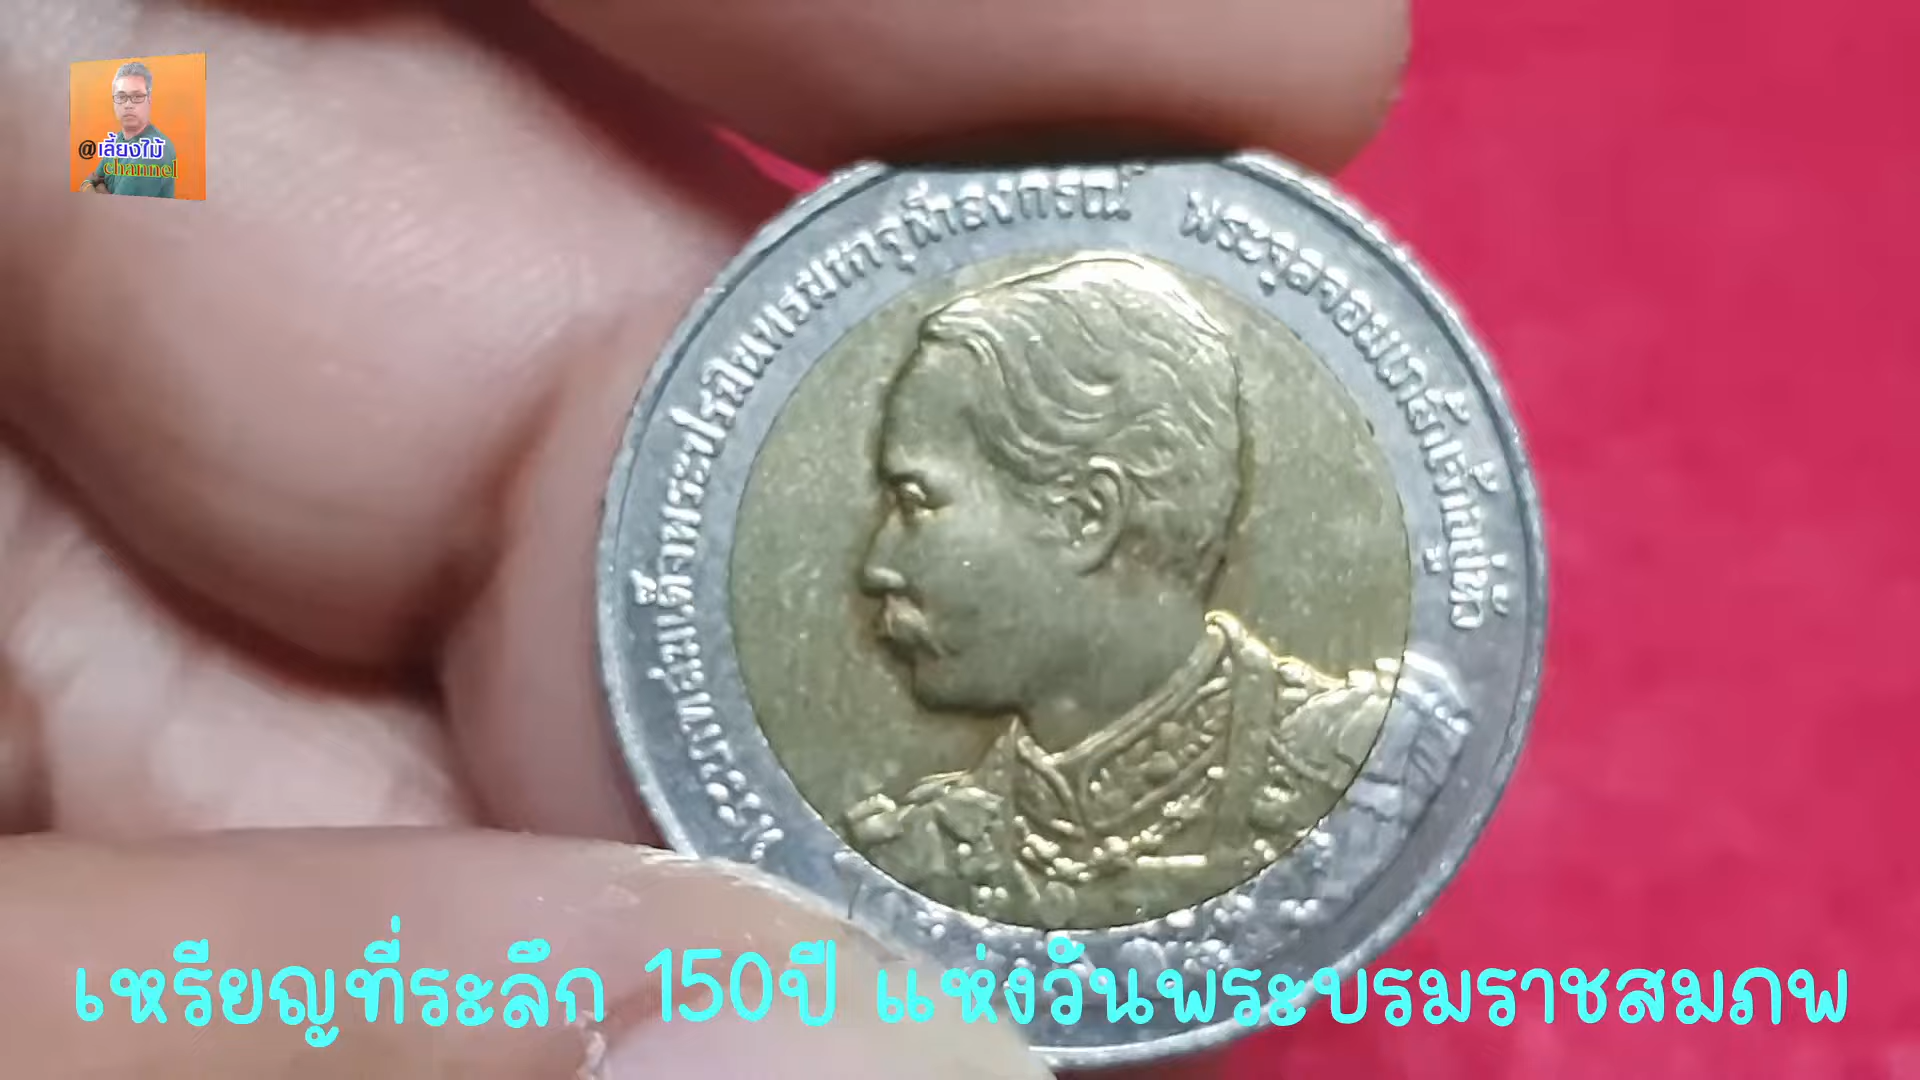 @เลี้ยงไม้
channel
พระบาทสมเด็จพระปรมินทรมหาจุฬาลงกรณ์ พระจุลจอมเกล้าเจ้าอยู่หัว
เหรียญที่ระลึก 150ปี แห่งวันพระบรมราชสมภพ